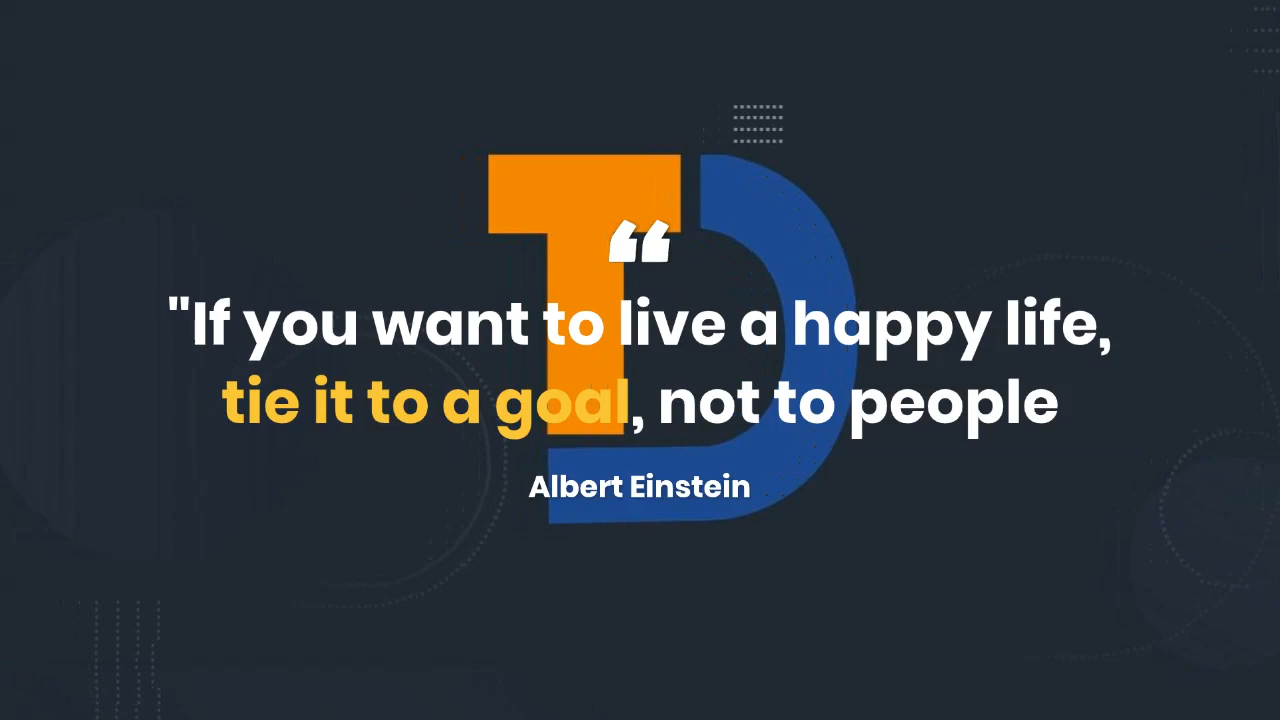 "If you want to live a happy life,
tie it to a goal, not to people
Albert Einstein